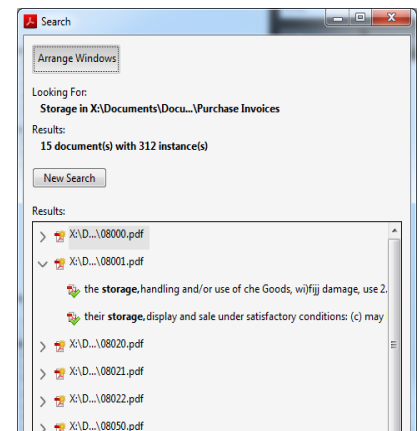 Search
Arrange Windows
Looking For:
Storage in X:\Documents\Docu...\Purchase Invoices
Results:
15 document(s) with 312 instance(s)
New Search
Results:
X:\D...\08000.pdf
X:\D...\08001.pdf
the storage, handling and/or use of che Goods, wi)fijj damage, use 2.
their storage, display and sale under satisfactory conditions: (c) may
X:\D...\08020.pdf
X:\D...\08021.pdf
X:\D...\08022.pdf
X:\D...\08050.pdf